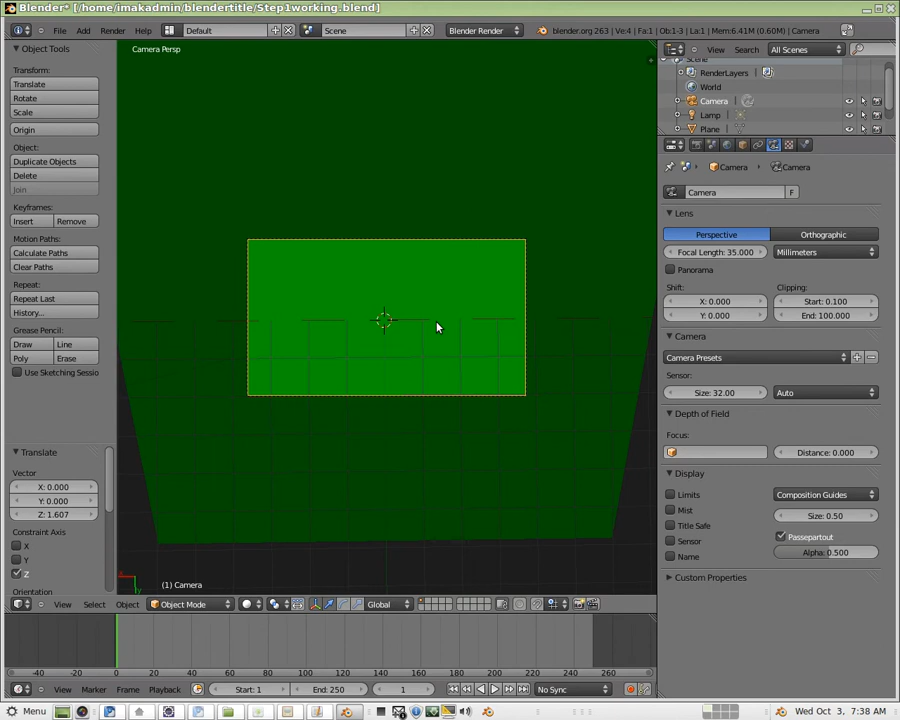 Blender* [/home/imakadmin/blendertitle/Step1working.blend]
File Add Render Help Default Scene Blender Render blender.org 263 | Ve:4 | Fa:1 | Ob:1-3 | La:1 | Mem:6.41M (0.60M) | Camera
Object Tools
Transform:
Translate
Rotate
Scale
Origin
Object:
Duplicate Objects
Delete
Join
Keyframes:
Insert Remove
Motion Paths:
Calculate Paths
Clear Paths
Repeat:
Repeat Last
History...
Grease Pencil:
Draw Line
Poly Erase
Use Sketching Sessio
Translate
Vector
X: 0.000
Y: 0.000
Z: 1.607
Constraint Axis
X
Y
Z
Orientation
Camera Persp
(1) Camera
View Select Object Object Mode Global
View Search All Scenes
Scene
RenderLayers
World
Camera
Lamp
Plane
Camera Camera
Camera F
Lens
Perspective Orthographic
Focal Length: 35.000 Millimeters
Panorama
Shift: Clipping:
X: 0.000 Start: 0.100
Y: 0.000 End: 100.000
Camera
Camera Presets
Sensor:
Size: 32.00 Auto
Depth of Field
Focus:
Distance: 0.000
Display
Limits Composition Guides
Mist Size: 0.50
Title Safe Passepartout
Sensor Alpha: 0.500
Name
Custom Properties
-40 -20 0 20 40 60 80 100 120 140 160 180 200 220 240 260
View Marker Frame Playback Start: 1 End: 250 1 No Sync
Menu Wed Oct 3, 7:38 AM